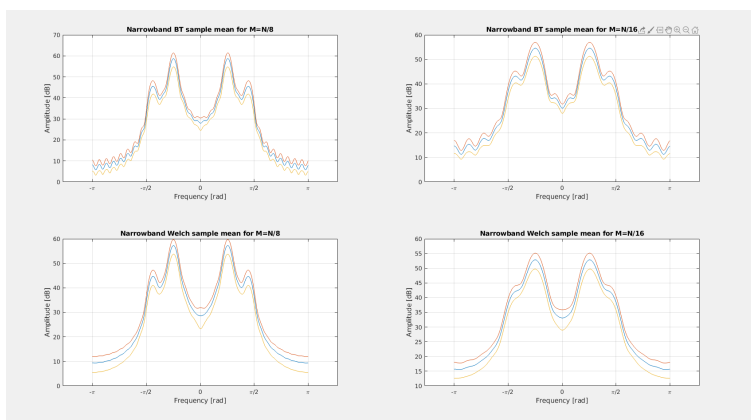 Narrowband BT sample mean for M=N/8
70
60
50
40
30
20
10
0
Amplitude [dB]
-π
-π/2
0
π/2
π
Frequency [rad]
Narrowband BT sample mean for M=N/16
60
50
40
30
20
10
0
Amplitude [dB]
-π
-π/2
0
π/2
π
Frequency [rad]
Narrowband Welch sample mean for M=N/8
60
50
40
30
20
10
0
Amplitude [dB]
-π
-π/2
0
π/2
π
Frequency [rad]
Narrowband Welch sample mean for M=N/16
60
55
50
45
40
35
30
25
20
15
10
Amplitude [dB]
-π
-π/2
0
π/2
π
Frequency [rad]